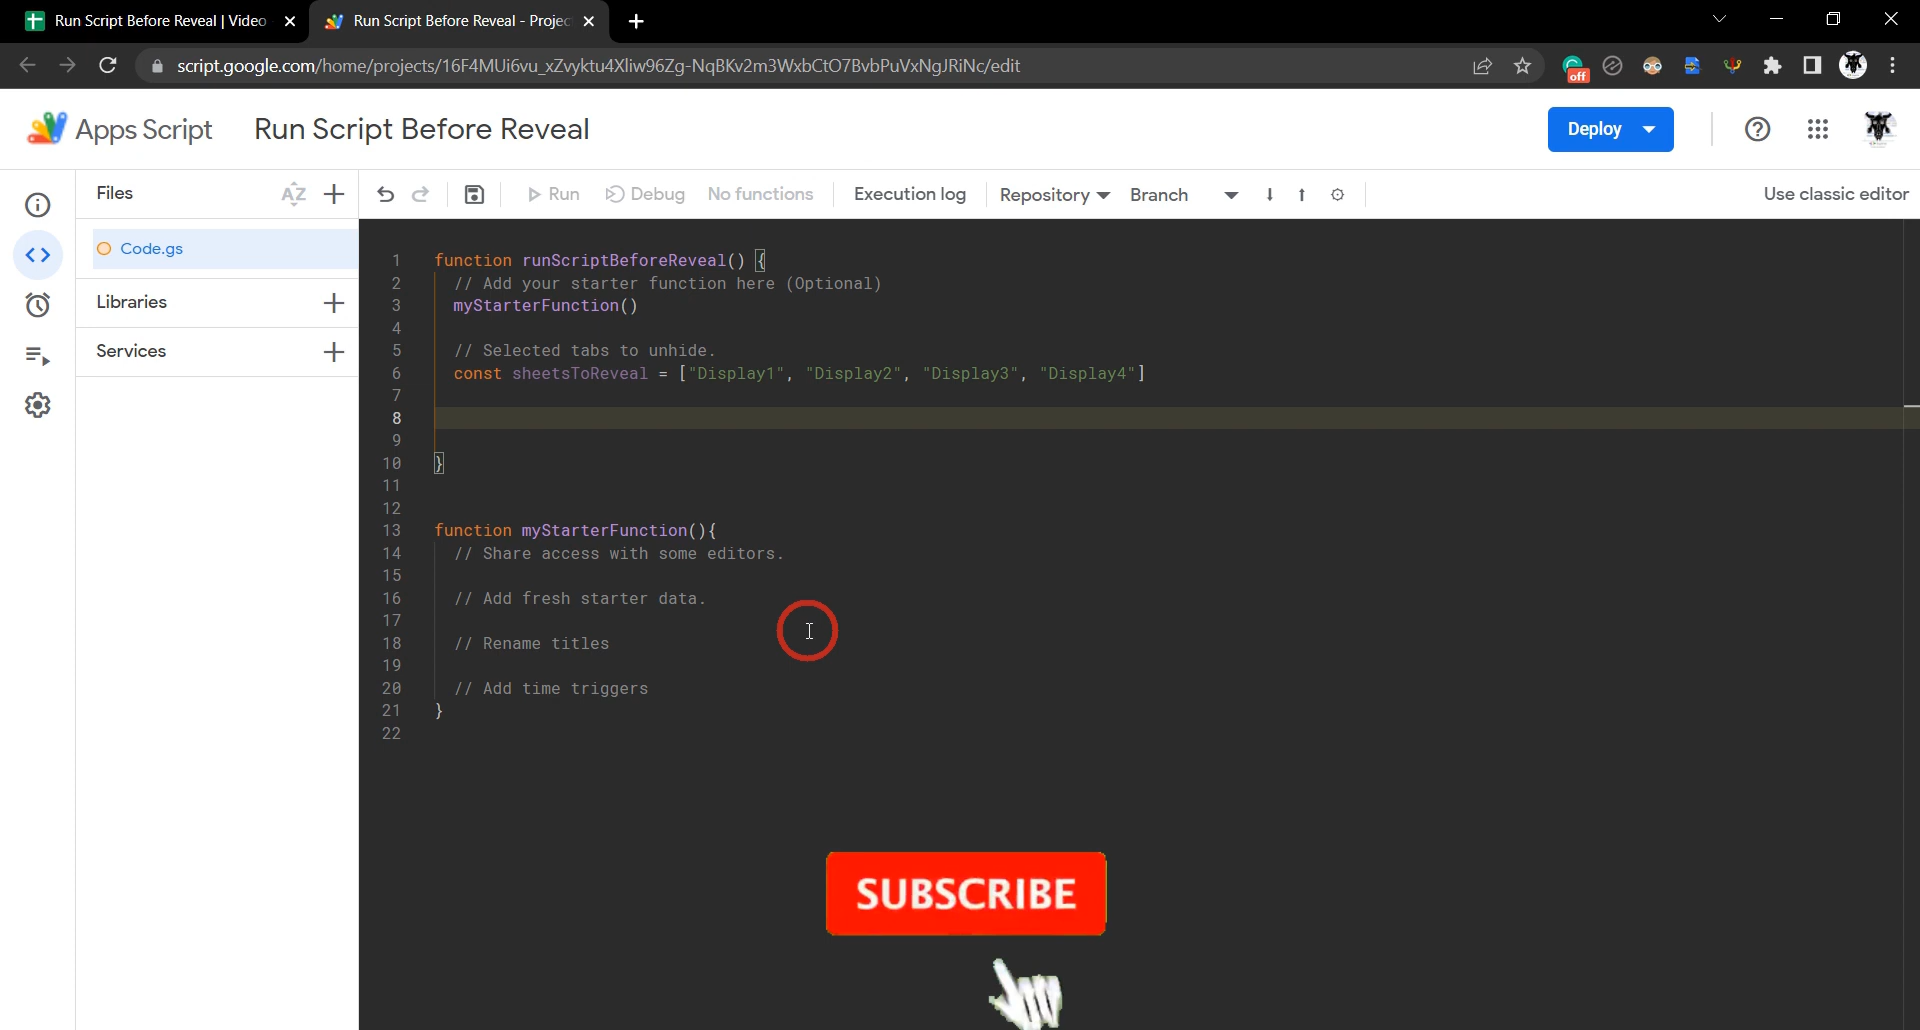 Run Script Before Reveal | Video
Run Script Before Reveal - Projec
script.google.com/home/projects/16F4MUi6vu_xZvyktu4Xliw96Zg-NqBKv2m3WxbCtO7BvbPuVxNgJRiNc/edit
off
Apps Script
Run Script Before Reveal
Deploy
Files
AZ
Run
Debug
No functions
Execution log
Repository
Branch
Use classic editor
Code.gs
Libraries
Services
1 function runScriptBeforeReveal() {
2 // Add your starter function here (Optional)
3 myStarterFunction()
4
5 // Selected tabs to unhide.
6 const sheetsToReveal = ["Display1", "Display2", "Display3", "Display4"]
7
8
9
10 }
11
12
13 function myStarterFunction(){
14 // Share access with some editors.
15
16 // Add fresh starter data.
17
18 // Rename titles
19
20 // Add time triggers
21 }
22
SUBSCRIBE